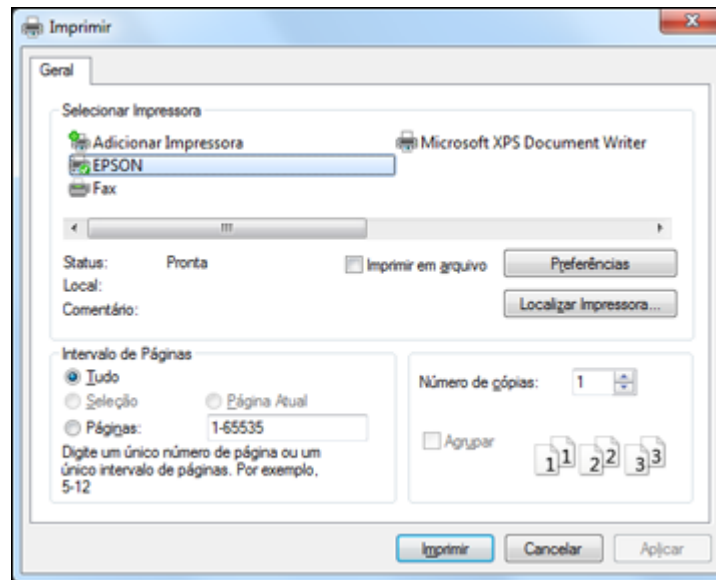 Imprimir
Geral
Selecionar Impressora
Adicionar Impressora
Microsoft XPS Document Writer
EPSON
Fax
Status: Pronta
Imprimir em arquivo
Preferências
Local:
Localizar Impressora...
Comentário:
Intervalo de Páginas
Tudo
Seleção
Página Atual
Páginas: 1-65535
Digite um único número de página ou um
único intervalo de páginas. Por exemplo,
5-12
Número de cópias: 1
Agrupar
1 1 2 2 3 3
Imprimir
Cancelar
Aplicar